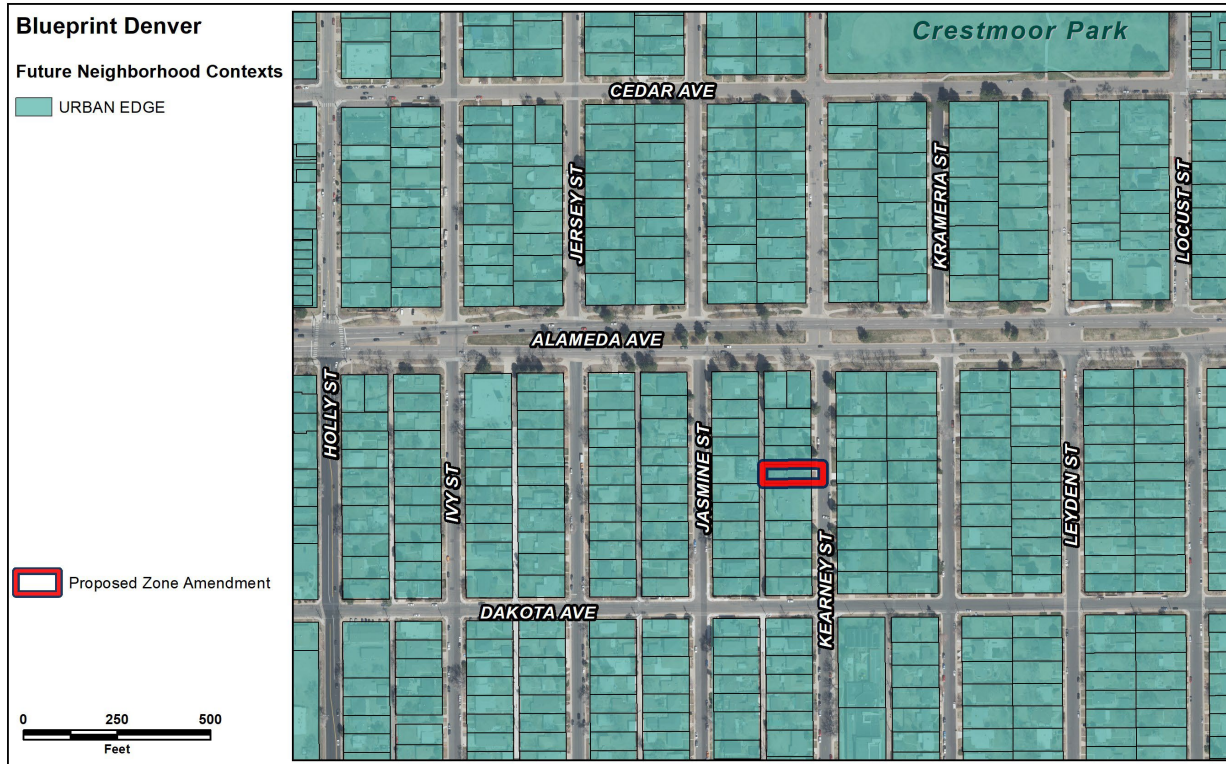 Blueprint Denver
Future Neighborhood Contexts
URBAN EDGE
Proposed Zone Amendment
0 250 500
Feet
Crestmoor Park
CEDAR AVE
JERSEY ST
KRAMERIA ST
LOCUST ST
ALAMEDA AVE
HOLLY ST
IVY ST
JASMINE ST
KEARNEY ST
LEYDEN ST
DAKOTA AVE